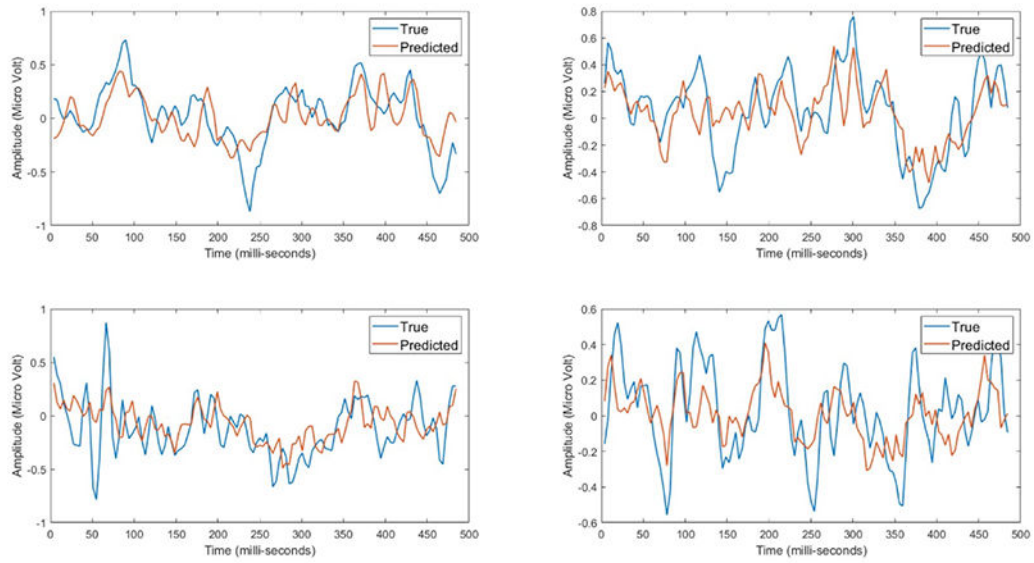 True
Predicted
Amplitude (Micro Volt)
1
0.5
0
-0.5
-1
0 50 100 150 200 250 300 350 400 450 500
Time (milli-seconds)
True
Predicted
Amplitude (Micro Volt)
0.8
0.6
0.4
0.2
0
-0.2
-0.4
-0.6
-0.8
0 50 100 150 200 250 300 350 400 450 500
Time (milli-seconds)
True
Predicted
Amplitude (Micro Volt)
1
0.5
0
-0.5
-1
0 50 100 150 200 250 300 350 400 450 500
Time (milli-seconds)
True
Predicted
Amplitude (Micro Volt)
0.6
0.4
0.2
0
-0.2
-0.4
-0.6
0 50 100 150 200 250 300 350 400 450 500
Time (milli-seconds)